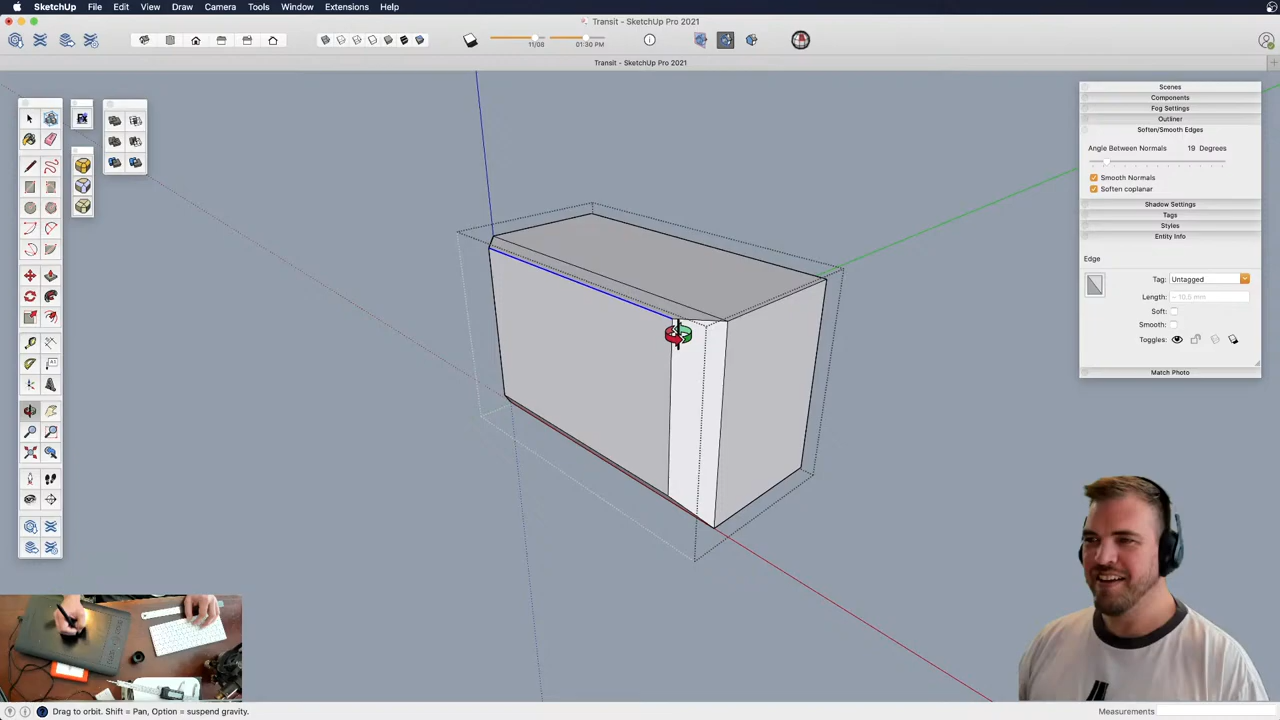 SketchUp File Edit View Draw Camera Tools Window Extensions Help
Transit - SketchUp Pro 2021
11/08 01:30 PM
Transit - SketchUp Pro 2021
Scenes
Components
Fog Settings
Outliner
Soften/Smooth Edges
Angle Between Normals 19 Degrees
Smooth Normals
Soften coplanar
Shadow Settings
Tags
Styles
Entity Info
Edge
Tag: Untagged
Length: ~ 10.5 mm
Soft:
Smooth:
Toggles:
Match Photo
Drag to orbit. Shift = Pan, Option = suspend gravity.
Measurements